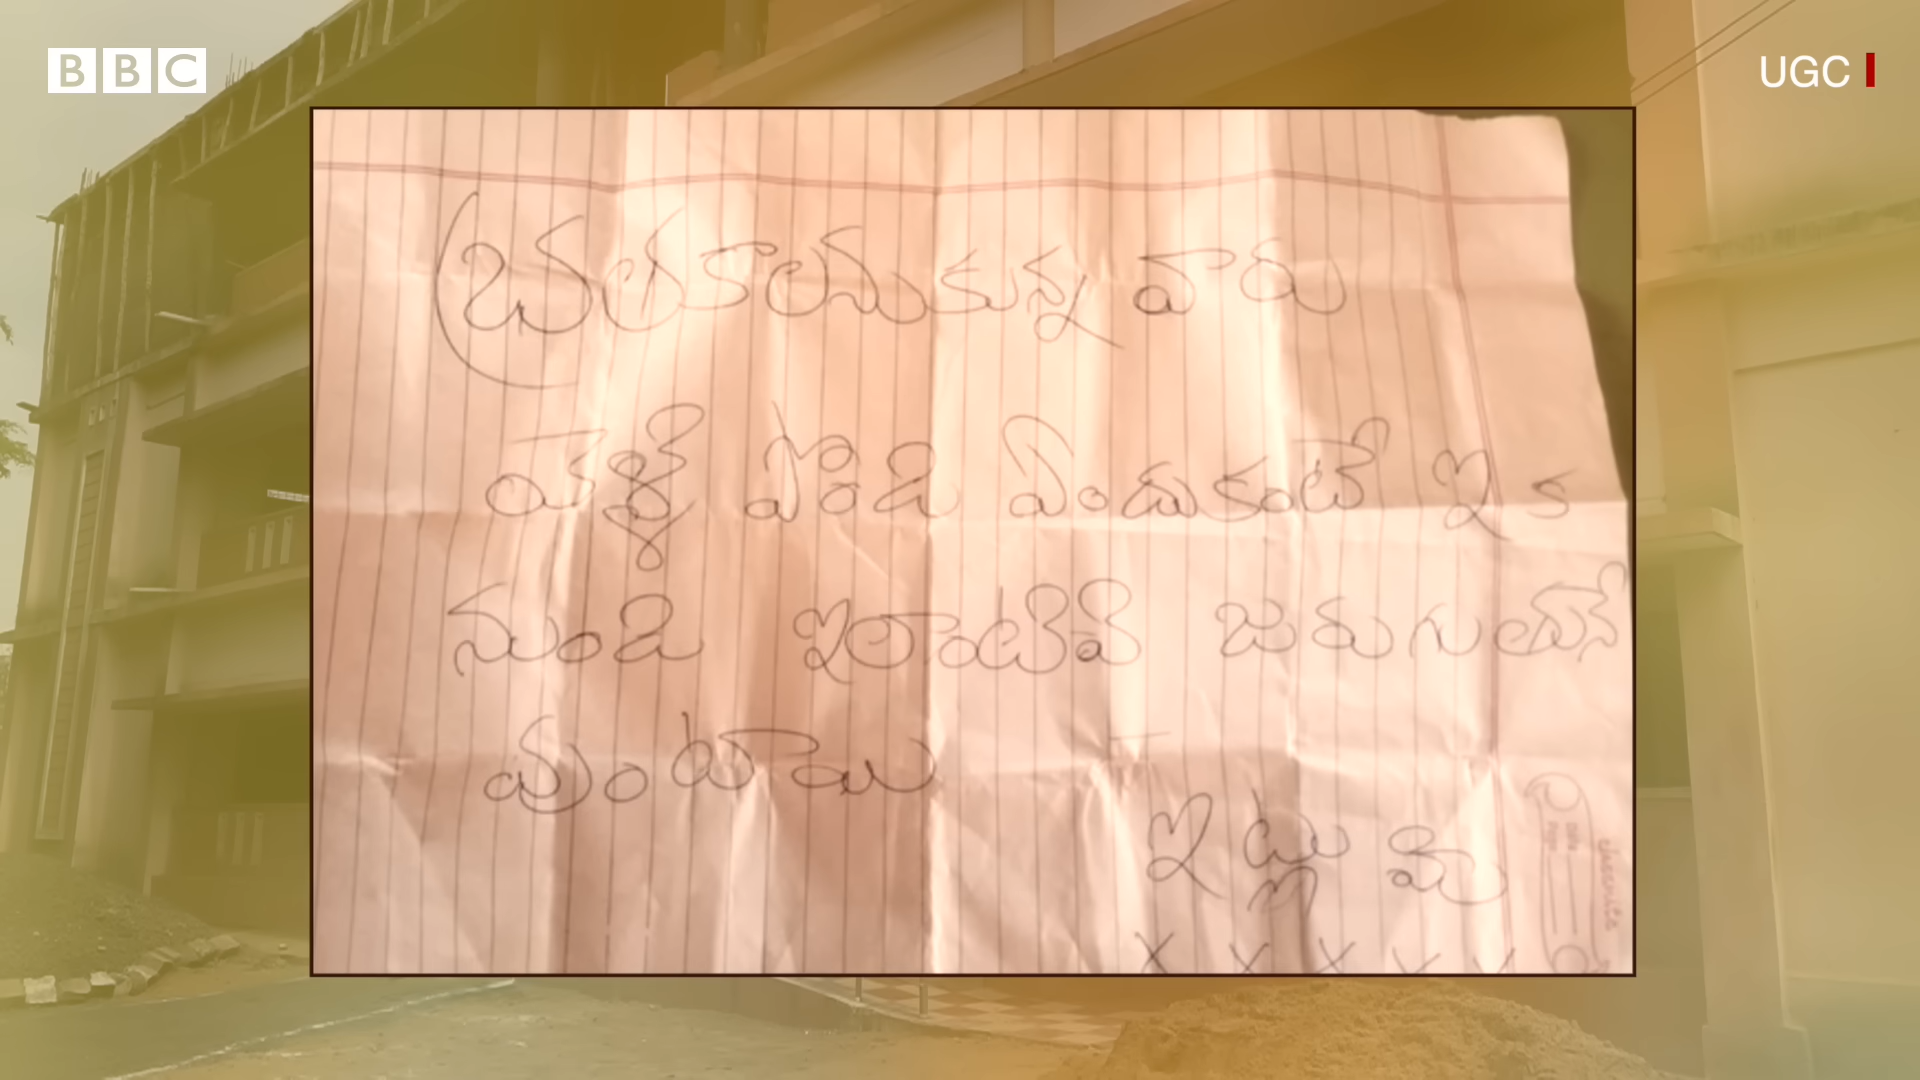 BBC
UGC
బ్రతకాలనుకున్న వారు
యెళ్లి పొండి ఎందుకంటే ఇక
నుండి ఇలాంటివి జరుగుతూనే
వుంటాయి
ఇట్లు మ
X X X X X